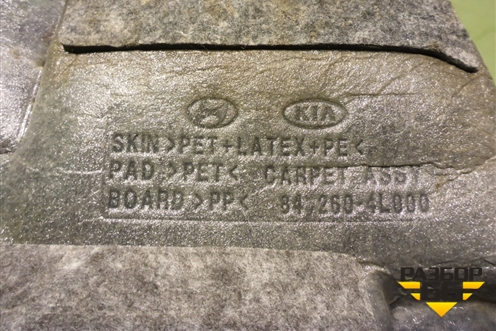 KIA
SKIN>PET+LATEX+PE<
PAD>PET< CARPET ASSY
BOARD>PP< 84260-4L000
РАЗБОР